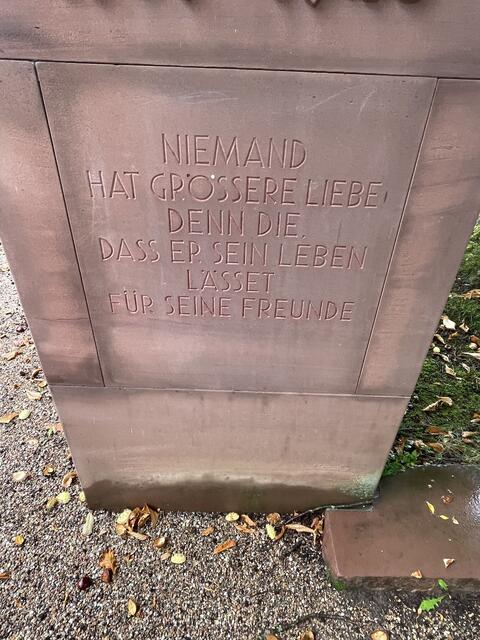 NIEMAND
HAT GRÖSSERE LIEBE
DENN DIE,
DASS ER SEIN LEBEN
LÄSSET
FÜR SEINE FREUNDE